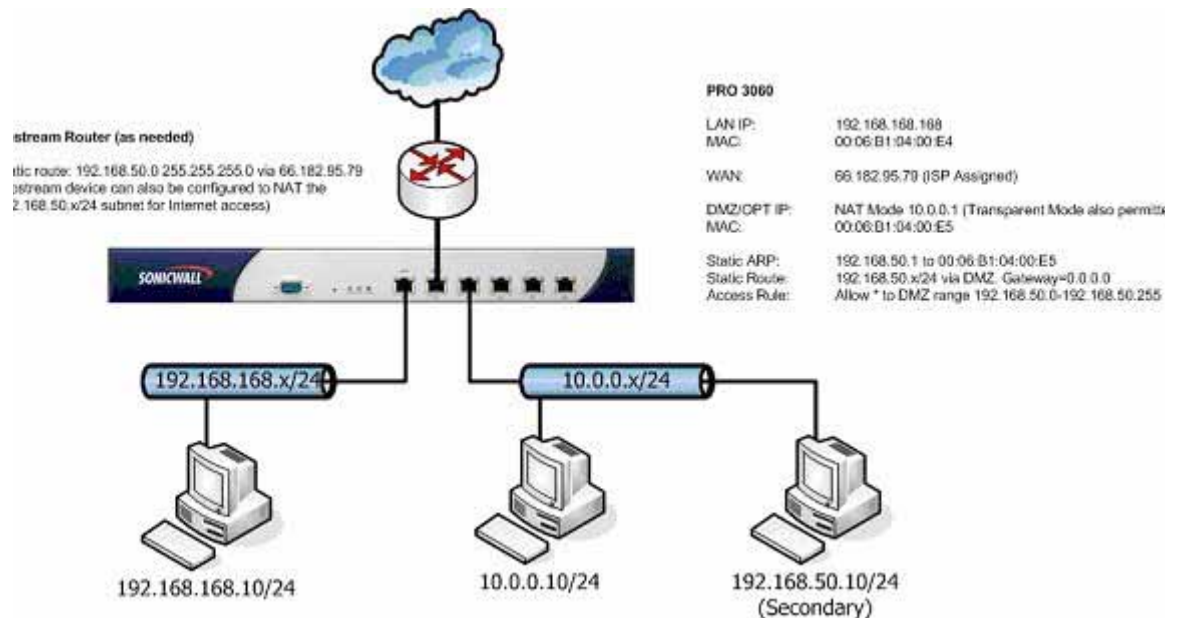 PRO 3060
stream Router (as needed)
LAN IP: 192.168.168.168
MAC: 00:06:B1:04:00:E4
tic route: 192.168.50.0 255.255.255.0 via 66.182.95.79
stream device can also be configured to NAT the
2.168.50.x/24 subnet for Internet access)
WAN: 66.182.95.79 (ISP Assigned)
DMZ/OPT IP: NAT Mode 10.0.0.1 (Transparent Mode also permitte
MAC: 00:06:B1:04:00:E5
Static ARP: 192.168.50.1 to 00:06:B1:04:00:E5
Static Route: 192.168.50.x/24 via DMZ. Gateway=0.0.0.0
Access Rule: Allow * to DMZ range 192.168.50.0-192.168.50.255
SONICWALL
192.168.168.x/24
10.0.0.x/24
192.168.168.10/24
10.0.0.10/24
192.168.50.10/24
(Secondary)